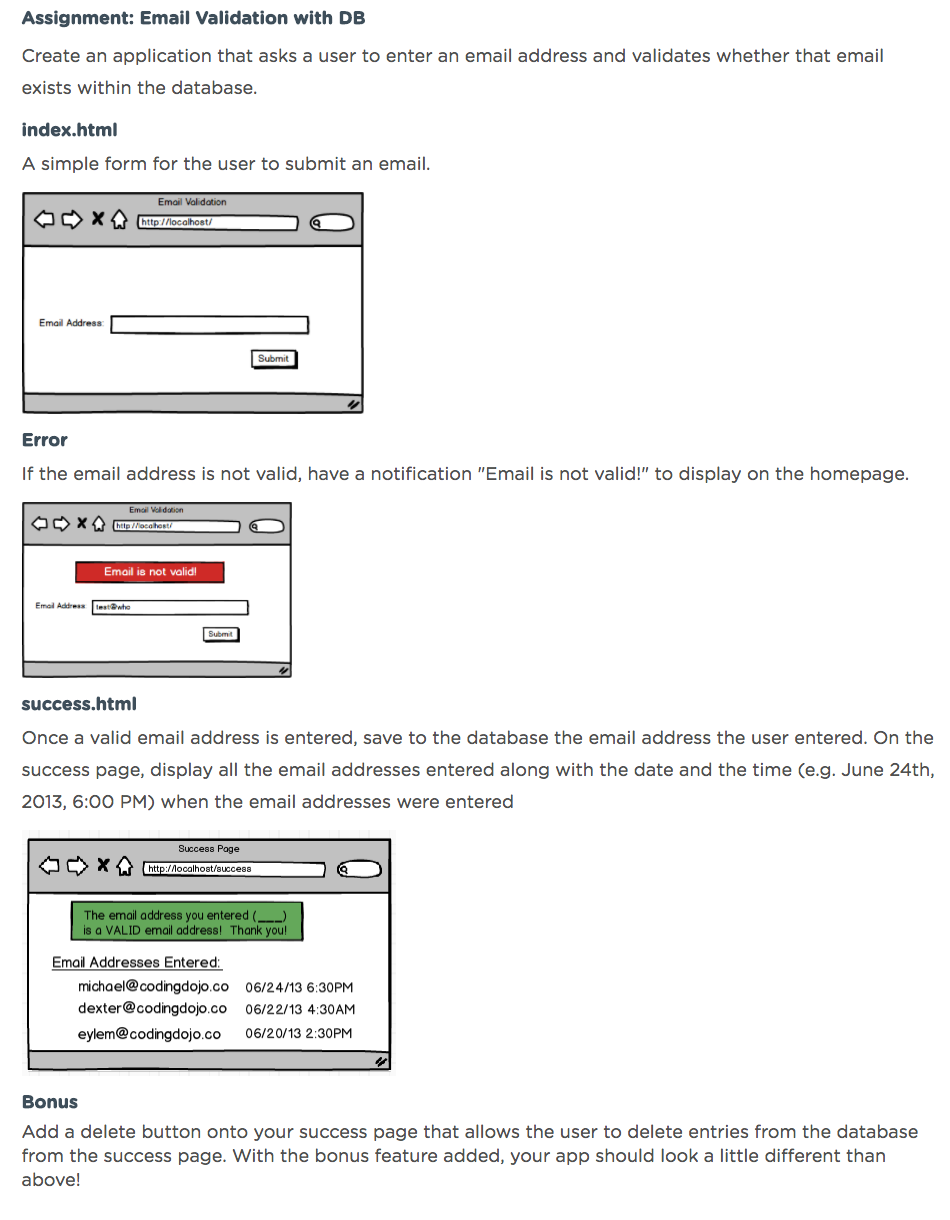 Assignment: Email Validation with DB
Create an application that asks a user to enter an email address and validates whether that email
exists within the database.
index.html
A simple form for the user to submit an email.
Email Validation
http://localhost/
Email Address:
Submit
Error
If the email address is not valid, have a notification "Email is not valid!" to display on the homepage.
Email Validation
http://localhost/
Email is not valid!
Email Address
test@who
Submit
success.html
Once a valid email address is entered, save to the database the email address the user entered. On the
success page, display all the email addresses entered along with the date and the time (e.g. June 24th,
2013, 6:00 PM) when the email addresses were entered
Success Page
http://localhost/success
The email address you entered (___)
is a VALID email address! Thank you!
Email Addresses Entered:
michael@codingdojo.co 06/24/13 6:30PM
dexter@codingdojo.co 06/22/13 4:30AM
eylem@codingdojo.co 06/20/13 2:30PM
Bonus
Add a delete button onto your success page that allows the user to delete entries from the database
from the success page. With the bonus feature added, your app should look a little different than
above!